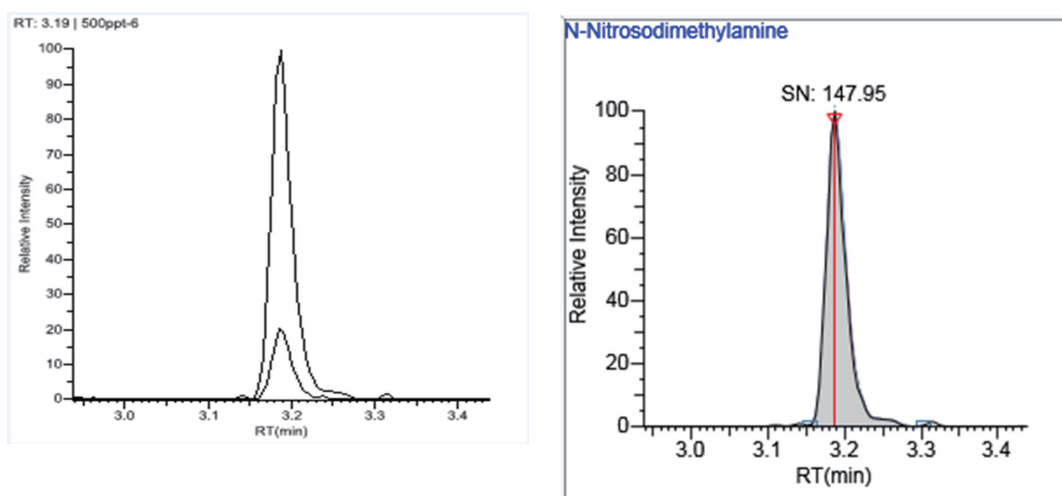 RT: 3.19 | 500ppt-6
100
90
80
70
60
50
40
30
20
10
0
Relative Intensity
3.0 3.1 3.2 3.3 3.4
RT(min)
N-Nitrosodimethylamine
SN: 147.95
100
80
60
40
20
0
Relative Intensity
3.0 3.1 3.2 3.3 3.4
RT(min)